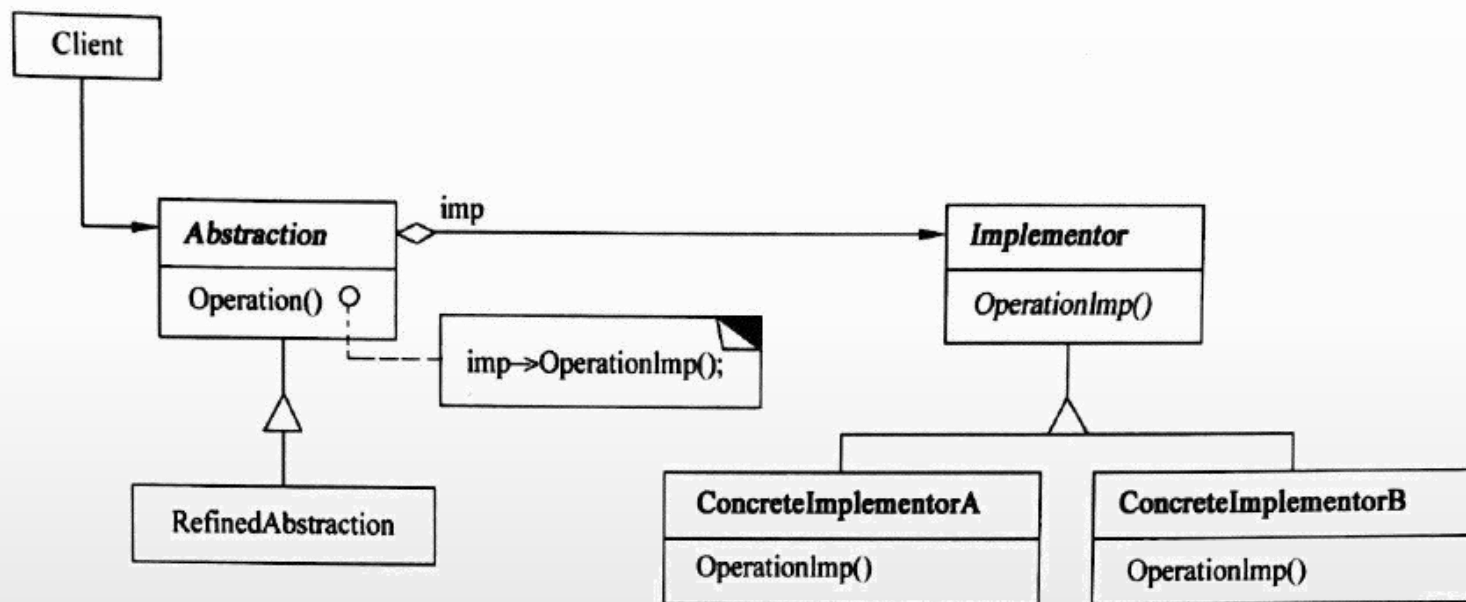 Client
Abstraction
Operation()
imp
imp->OperationImp();
Implementor
OperationImp()
RefinedAbstraction
ConcreteImplementorA
OperationImp()
ConcreteImplementorB
OperationImp()